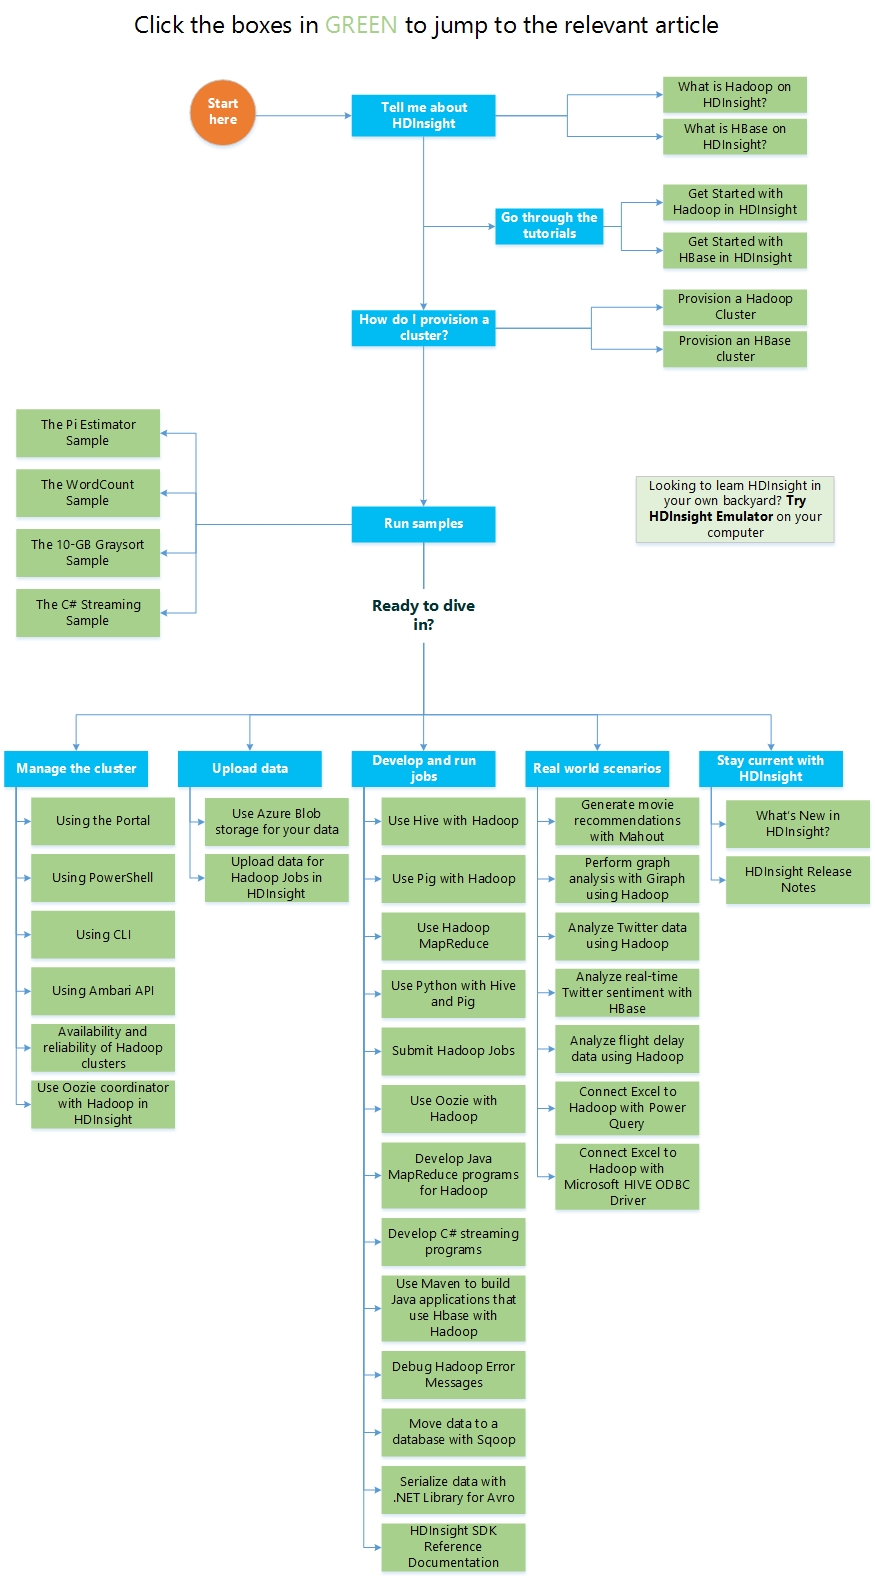 Click the boxes in GREEN to jump to the relevant article
Start
here
Tell me about
HDInsight
What is Hadoop on
HDInsight?
What is HBase on
HDInsight?
Go through the
tutorials
Get Started with
Hadoop in HDInsight
Get Started with
HBase in HDInsight
How do I provision a
cluster?
Provision a Hadoop
Cluster
Provision an HBase
cluster
The Pi Estimator
Sample
The WordCount
Sample
The 10-GB Graysort
Sample
The C# Streaming
Sample
Run samples
Looking to learn HDInsight in
your own backyard? Try
HDInsight Emulator on your
computer
Ready to dive
in?
Manage the cluster
Using the Portal
Using PowerShell
Using CLI
Using Ambari API
Availability and
reliability of Hadoop
clusters
Use Oozie coordinator
with Hadoop in
HDInsight
Upload data
Use Azure Blob
storage for your data
Upload data for
Hadoop Jobs in
HDInsight
Develop and run
jobs
Use Hive with Hadoop
Use Pig with Hadoop
Use Hadoop
MapReduce
Use Python with Hive
and Pig
Submit Hadoop Jobs
Use Oozie with
Hadoop
Develop Java
MapReduce programs
for Hadoop
Develop C# streaming
programs
Use Maven to build
Java applications that
use Hbase with
Hadoop
Debug Hadoop Error
Messages
Move data to a
database with Sqoop
Serialize data with
.NET Library for Avro
HDInsight SDK
Reference
Documentation
Real world scenarios
Generate movie
recommendations
with Mahout
Perform graph
analysis with Giraph
using Hadoop
Analyze Twitter data
using Hadoop
Analyze real-time
Twitter sentiment with
HBase
Analyze flight delay
data using Hadoop
Connect Excel to
Hadoop with Power
Query
Connect Excel to
Hadoop with
Microsoft HIVE ODBC
Driver
Stay current with
HDInsight
What's New in
HDInsight?
HDInsight Release
Notes